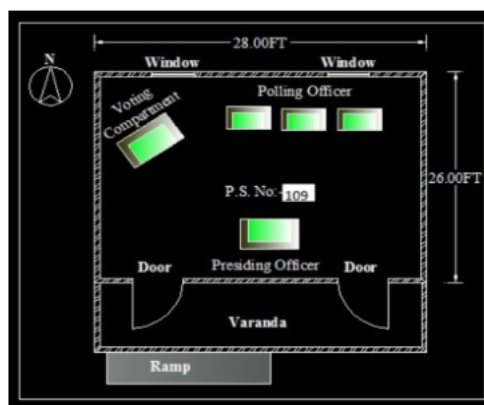 28.00FT
N
Window
Window
Voting
Compartment
Polling Officer
26.00FT
P.S. No:-109
Door
Presiding Officer
Door
Varanda
Ramp